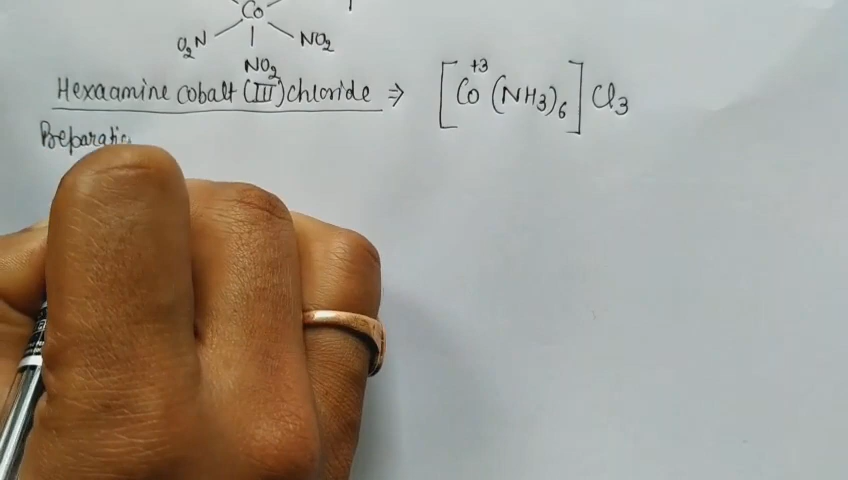 Co
O₂N NO₂
NO₂
Hexaamine cobalt (III) chloride ⇒ [Co⁺³(NH₃)₆]Cl₃